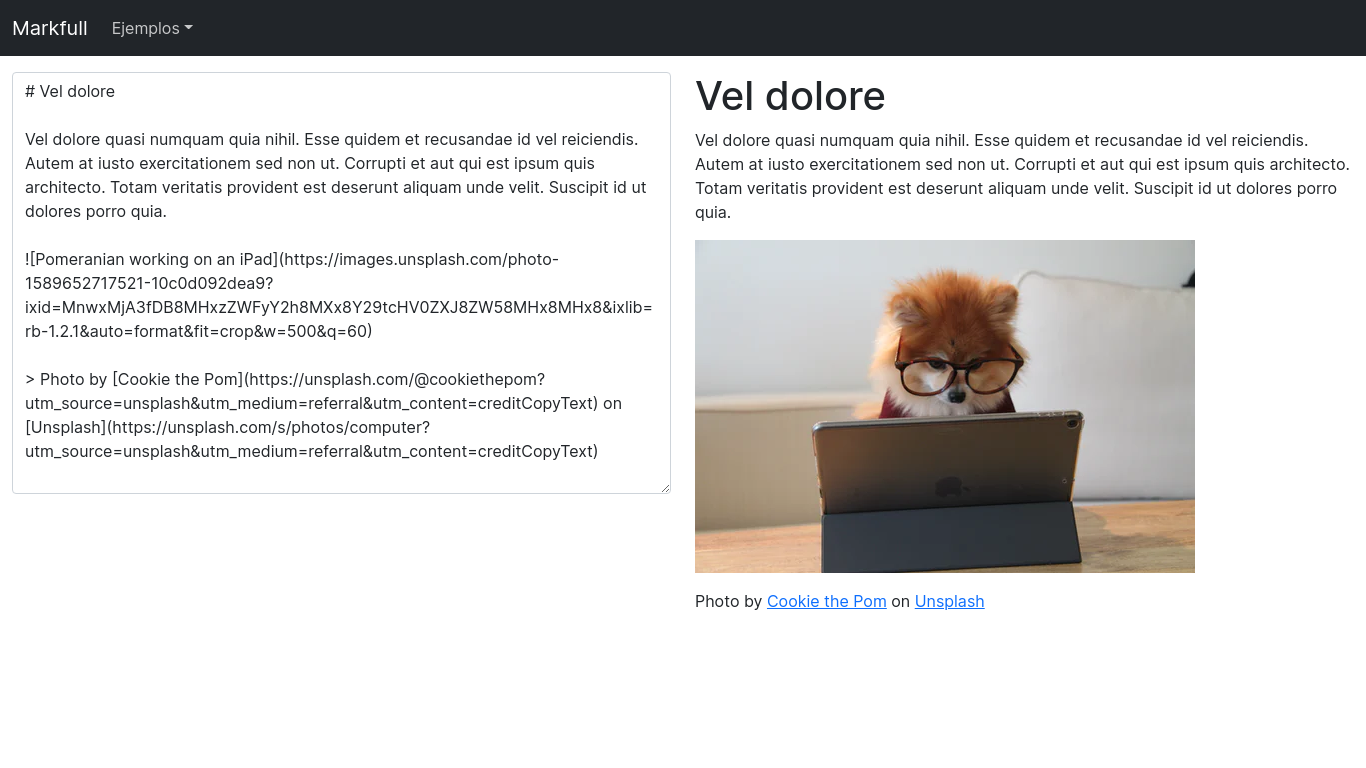 Markfull
Ejemplos
# Vel dolore
Vel dolore quasi numquam quia nihil. Esse quidem et recusandae id vel reiciendis.
Autem at iusto exercitationem sed non ut. Corrupti et aut qui est ipsum quis
architecto. Totam veritatis provident est deserunt aliquam unde velit. Suscipit id ut
dolores porro quia.
![Pomeranian working on an iPad](https://images.unsplash.com/photo-
1589652717521-10c0d092dea9?
ixid=MnwxMjA3fDB8MHxzZWFyY2h8MXx8Y29tcHV0ZXJ8ZW58MHx8MHx8&ixlib=
rb-1.2.1&auto=format&fit=crop&w=500&q=60)
> Photo by [Cookie the Pom](https://unsplash.com/@cookiethepom?
utm_source=unsplash&utm_medium=referral&utm_content=creditCopyText) on
[Unsplash](https://unsplash.com/s/photos/computer?
utm_source=unsplash&utm_medium=referral&utm_content=creditCopyText)
Vel dolore
Vel dolore quasi numquam quia nihil. Esse quidem et recusandae id vel reiciendis.
Autem at iusto exercitationem sed non ut. Corrupti et aut qui est ipsum quis architecto.
Totam veritatis provident est deserunt aliquam unde velit. Suscipit id ut dolores porro
quia.
Photo by Cookie the Pom on Unsplash